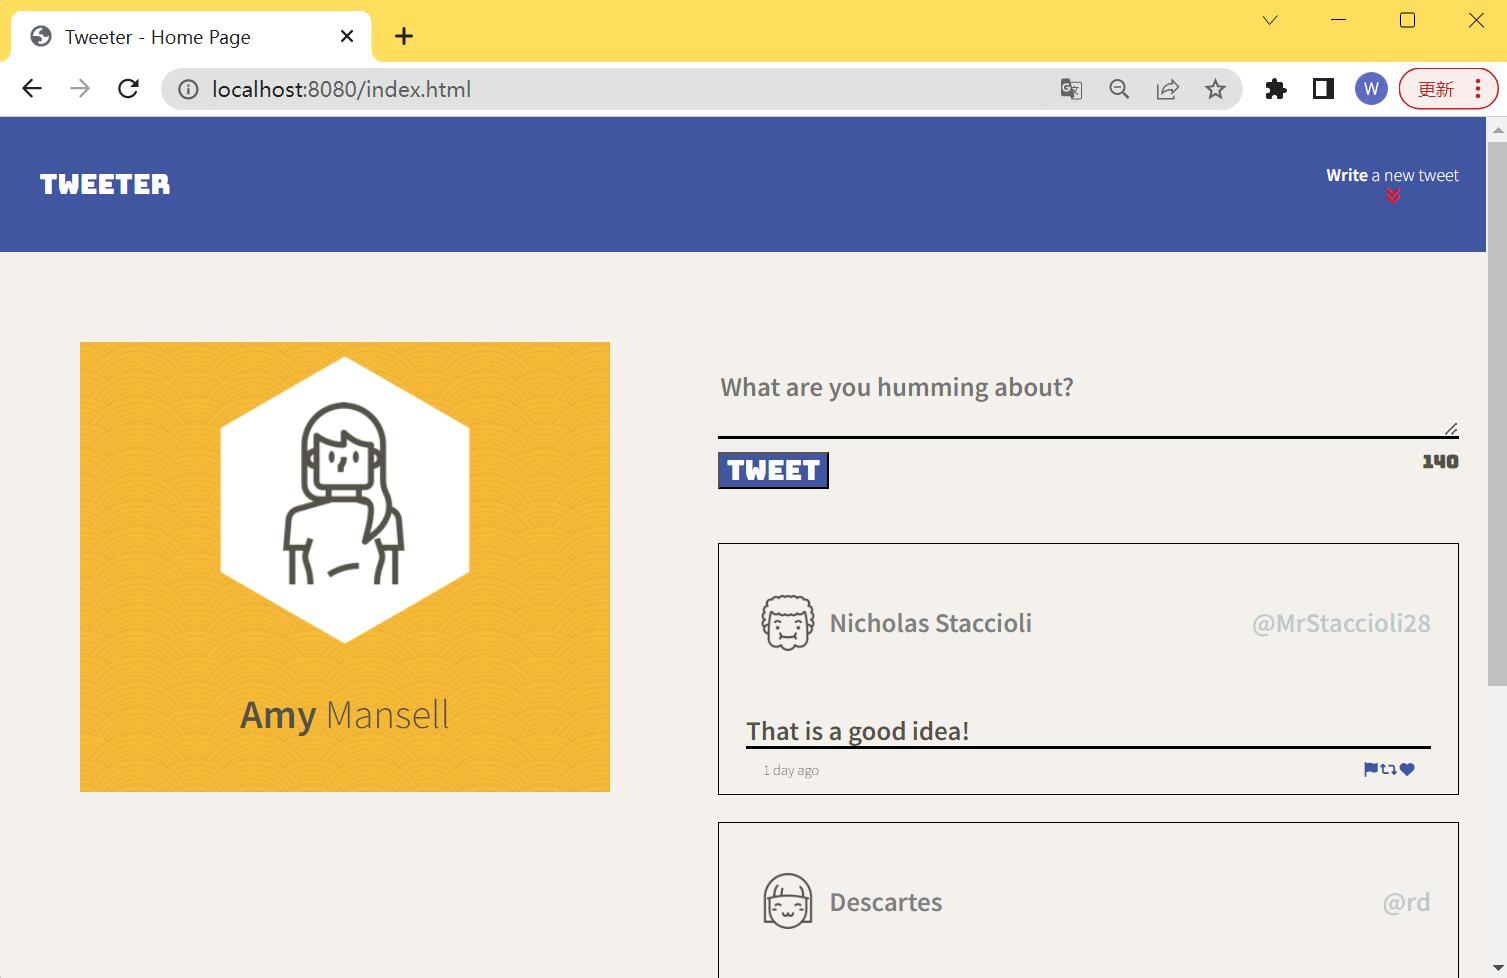 Tweeter - Home Page
localhost:8080/index.html
W
更新
TWEETER
Write a new tweet
Amy Mansell
What are you humming about?
TWEET
140
Nicholas Staccioli
@MrStaccioli28
That is a good idea!
1 day ago
Descartes
@rd